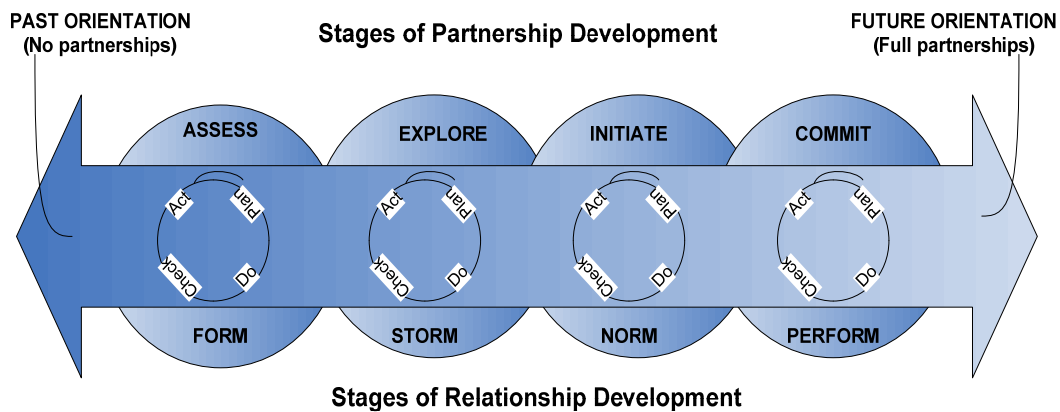 PAST ORIENTATION
(No partnerships)
Stages of Partnership Development
FUTURE ORIENTATION
(Full partnerships)
ASSESS
EXPLORE
INITIATE
COMMIT
Act
Plan
Check
Do
Act
Plan
Check
Do
Act
Plan
Check
Do
Act
Plan
Check
Do
FORM
STORM
NORM
PERFORM
Stages of Relationship Development